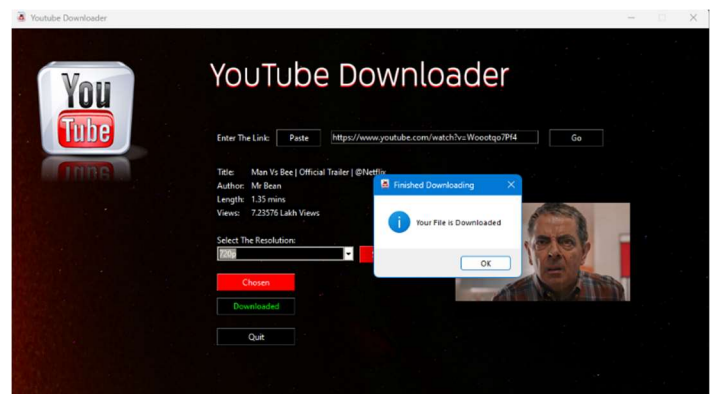 Youtube Downloader
You
Tube
YouTube Downloader
Enter The Link: Paste https://www.youtube.com/watch?v=Woootqo7Pf4 Go
Title: Man Vs Bee | Official Trailer | @Netflix
Author: Mr Bean
Length: 1.35 mins
Views: 7.23576 Lakh Views
Finished Downloading
Your File is Downloaded
OK
Select The Resolution:
720p
Chosen
Downloaded
Quit